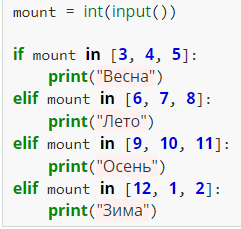 mount = int(input())
if mount in [3, 4, 5]:
    print("Весна")
elif mount in [6, 7, 8]:
    print("Лето")
elif mount in [9, 10, 11]:
    print("Осень")
elif mount in [12, 1, 2]:
    print("Зима")